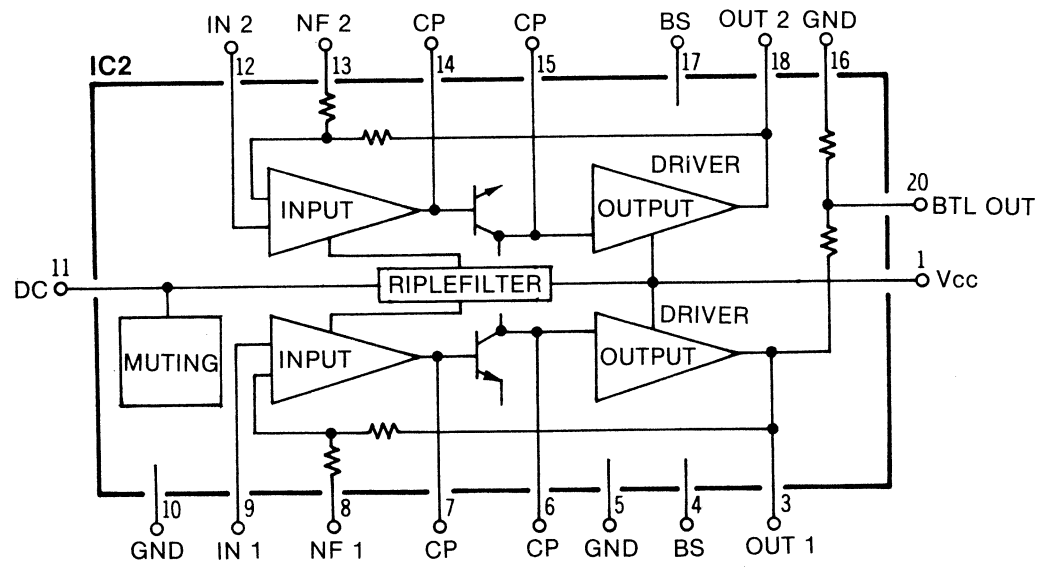 IN 2 NF 2 CP CP BS OUT 2 GND
IC2
12 13 14 15 17 18 16
DRiVER
INPUT OUTPUT
20
BTL OUT
11
DC
RIPLEFILTER
1
Vcc
DRIVER
MUTING
INPUT OUTPUT
10 9 8 7 6 5 4 3
GND IN 1 NF 1 CP CP GND BS OUT 1